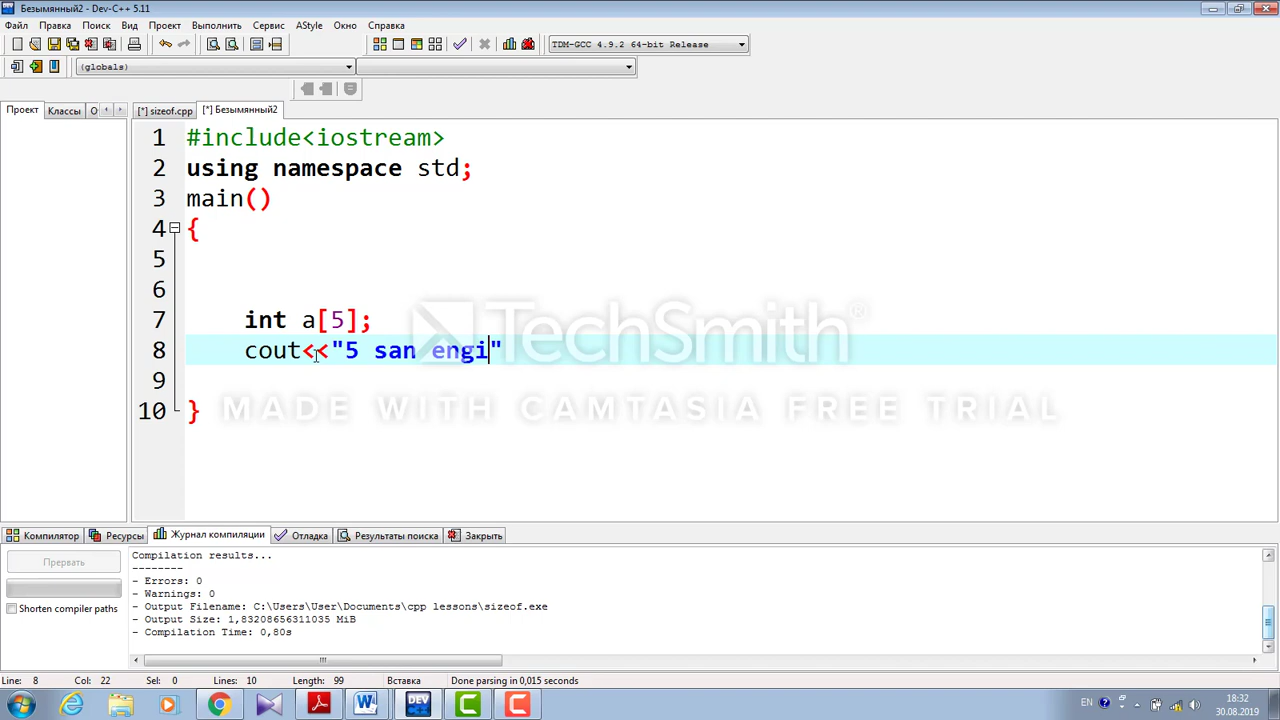 Безымянный2 - Dev-C++ 5.11
Файл Правка Поиск Вид Проект Выполнить Сервис AStyle Окно Справка
TDM-GCC 4.9.2 64-bit Release
(globals)
Проект Классы О [*] sizeof.cpp [*] Безымянный2
1 #include<iostream>
2 using namespace std;
3 main()
4 {
5
6
7 int a[5];
8 cout<<"5 san engi"
9
10 }
TechSmith®
MADE WITH CAMTASIA FREE TRIAL
Компилятор Ресурсы Журнал компиляции Отладка Результаты поиска Закрыть
Прервать
Shorten compiler paths
Compilation results...
--------
- Errors: 0
- Warnings: 0
- Output Filename: C:\Users\User\Documents\cpp lessons\sizeof.exe
- Output Size: 1,83208656311035 MiB
- Compilation Time: 0,80s
Line: 8 Col: 22 Sel: 0 Lines: 10 Length: 99 Вставка Done parsing in 0,015 seconds
DEV C++
EN 18:32
30.08.2019